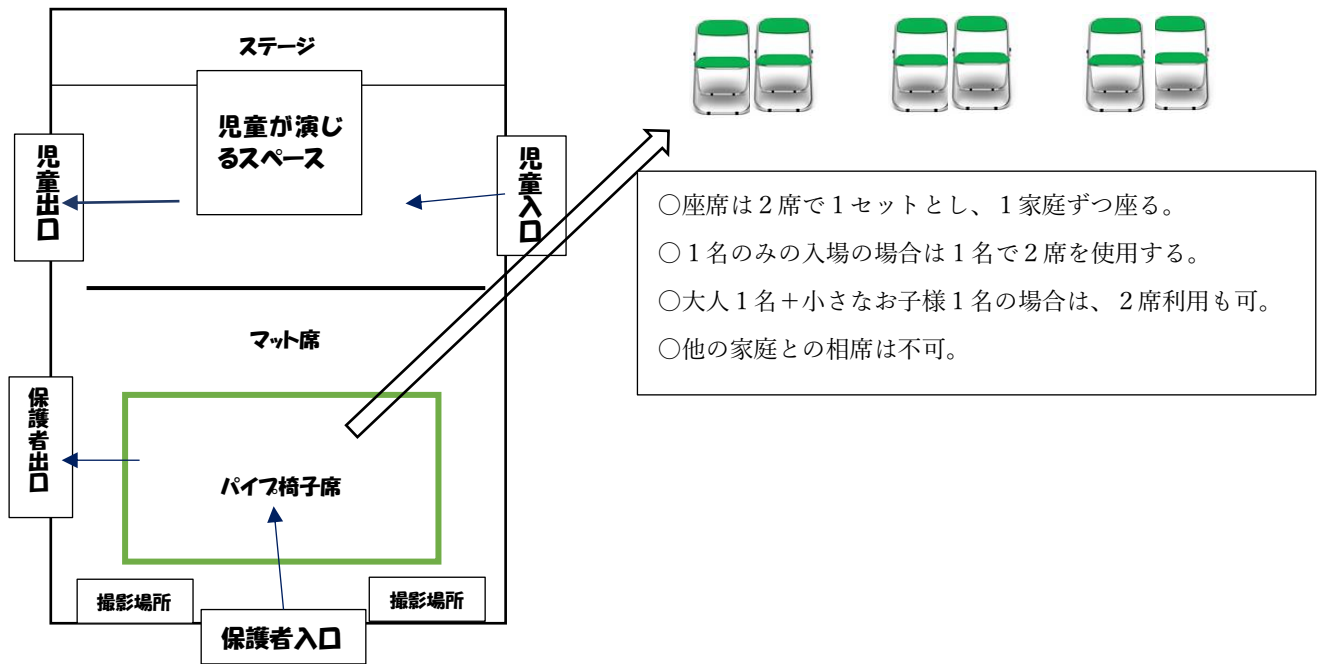 ステージ
児童が演じ
るスペース
児童出口
児童入口
○座席は２席で１セットとし、１家庭ずつ座る。
○１名のみの入場の場合は１名で２席を使用する。
○大人１名＋小さなお子様１名の場合は、２席利用も可。
○他の家庭との相席は不可。
マット席
保護者出口
パイプ椅子席
撮影場所
撮影場所
保護者入口